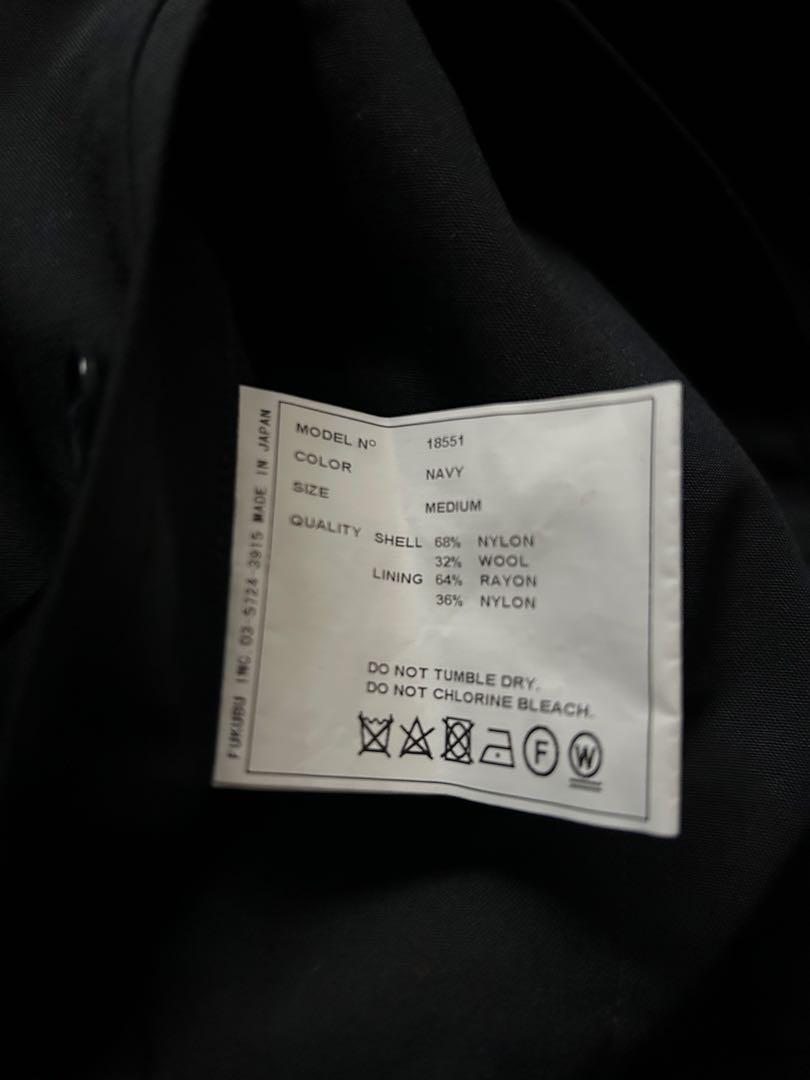 MODEL Nº 18551
COLOR NAVY
SIZE MEDIUM
QUALITY SHELL 68% NYLON
32% WOOL
LINING 64% RAYON
36% NYLON
DO NOT TUMBLE DRY.
DO NOT CHLORINE BLEACH.
F W
FUKUBU INC. 03-5724-3915 MADE IN JAPAN